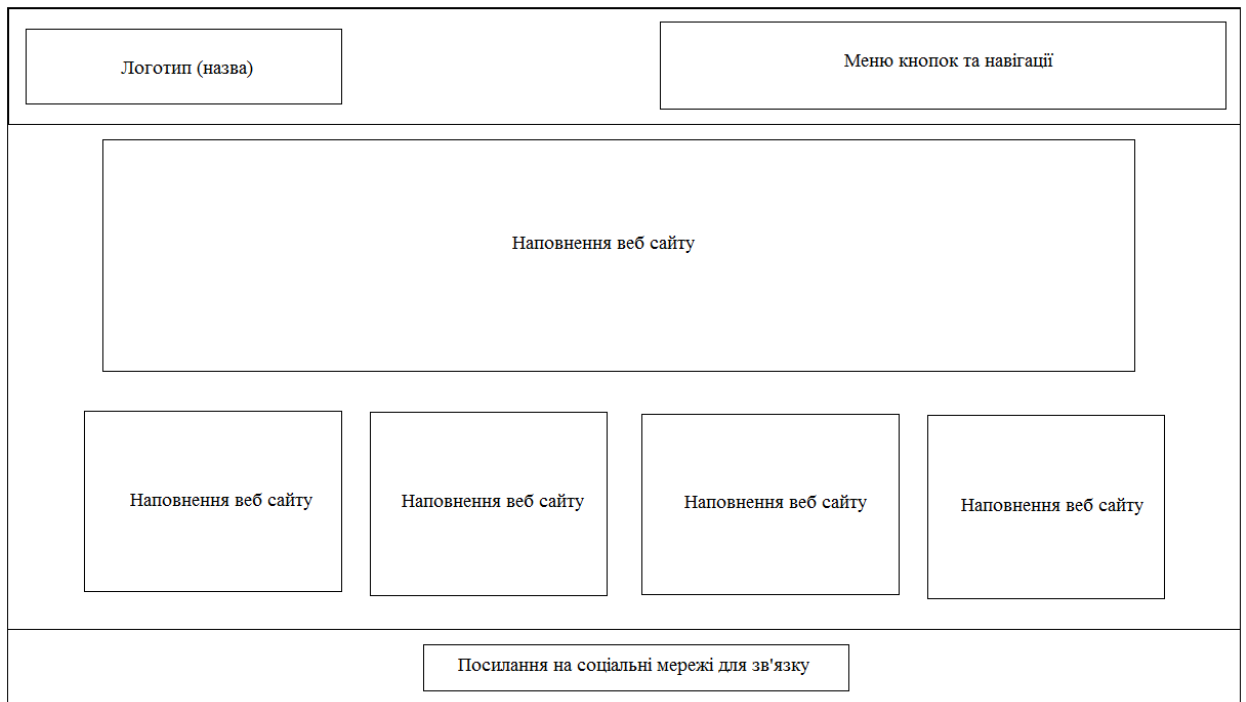 Логотип (назва)
Меню кнопок та навігації
Наповнення веб сайту
Наповнення веб сайту
Наповнення веб сайту
Наповнення веб сайту
Наповнення веб сайту
Посилання на соціальні мережі для зв'язку